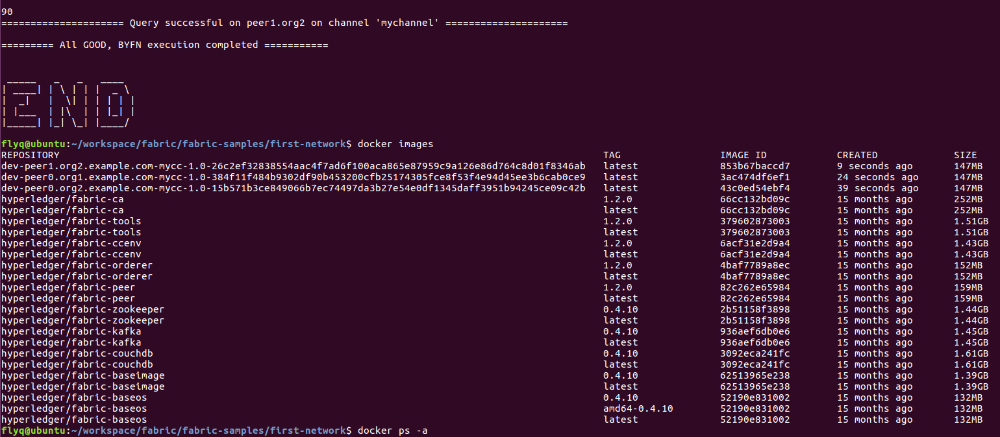 90
===================== Query successful on peer1.org2 on channel 'mychannel' =====================
========= All GOOD, BYFN execution completed ===========
 _____   _   _   ____
| ____| | \ | | |  _ \
|  _|   |  \| | | | | |
| |___  | |\  | | |_| |
|_____| |_| \_| |____/
flyq@ubuntu:~/workspace/fabric/fabric-samples/first-network$ docker images
REPOSITORY TAG IMAGE ID CREATED SIZE
dev-peer1.org2.example.com-mycc-1.0-26c2ef32838554aac4f7ad6f100aca865e87959c9a126e86d764c8d01f8346ab latest 853b67baccd7 9 seconds ago 147MB
dev-peer0.org1.example.com-mycc-1.0-384f11f484b9302df90b453200cfb25174305fce8f53f4e94d45ee3b6cab0ce9 latest 3ac474df6ef1 24 seconds ago 147MB
dev-peer0.org2.example.com-mycc-1.0-15b571b3ce849066b7ec74497da3b27e54e0df1345daff3951b94245ce09c42b latest 43c0ed54ebf4 39 seconds ago 147MB
hyperledger/fabric-ca 1.2.0 66cc132bd09c 15 months ago 252MB
hyperledger/fabric-ca latest 66cc132bd09c 15 months ago 252MB
hyperledger/fabric-tools 1.2.0 379602873003 15 months ago 1.51GB
hyperledger/fabric-tools latest 379602873003 15 months ago 1.51GB
hyperledger/fabric-ccenv 1.2.0 6acf31e2d9a4 15 months ago 1.43GB
hyperledger/fabric-ccenv latest 6acf31e2d9a4 15 months ago 1.43GB
hyperledger/fabric-orderer 1.2.0 4baf7789a8ec 15 months ago 152MB
hyperledger/fabric-orderer latest 4baf7789a8ec 15 months ago 152MB
hyperledger/fabric-peer 1.2.0 82c262e65984 15 months ago 159MB
hyperledger/fabric-peer latest 82c262e65984 15 months ago 159MB
hyperledger/fabric-zookeeper 0.4.10 2b51158f3898 15 months ago 1.44GB
hyperledger/fabric-zookeeper latest 2b51158f3898 15 months ago 1.44GB
hyperledger/fabric-kafka 0.4.10 936aef6db0e6 15 months ago 1.45GB
hyperledger/fabric-kafka latest 936aef6db0e6 15 months ago 1.45GB
hyperledger/fabric-couchdb 0.4.10 3092eca241fc 15 months ago 1.61GB
hyperledger/fabric-couchdb latest 3092eca241fc 15 months ago 1.61GB
hyperledger/fabric-baseimage 0.4.10 62513965e238 15 months ago 1.39GB
hyperledger/fabric-baseimage latest 62513965e238 15 months ago 1.39GB
hyperledger/fabric-baseos 0.4.10 52190e831002 15 months ago 132MB
hyperledger/fabric-baseos amd64-0.4.10 52190e831002 15 months ago 132MB
hyperledger/fabric-baseos latest 52190e831002 15 months ago 132MB
flyq@ubuntu:~/workspace/fabric/fabric-samples/first-network$ docker ps -a